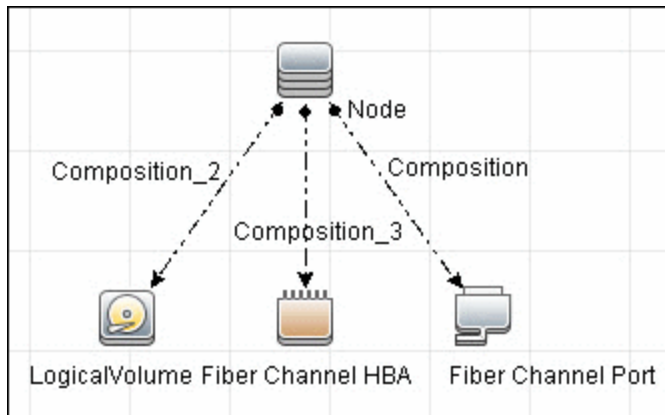 Node
Composition_2
Composition
Composition_3
LogicalVolume
Fiber Channel HBA
Fiber Channel Port